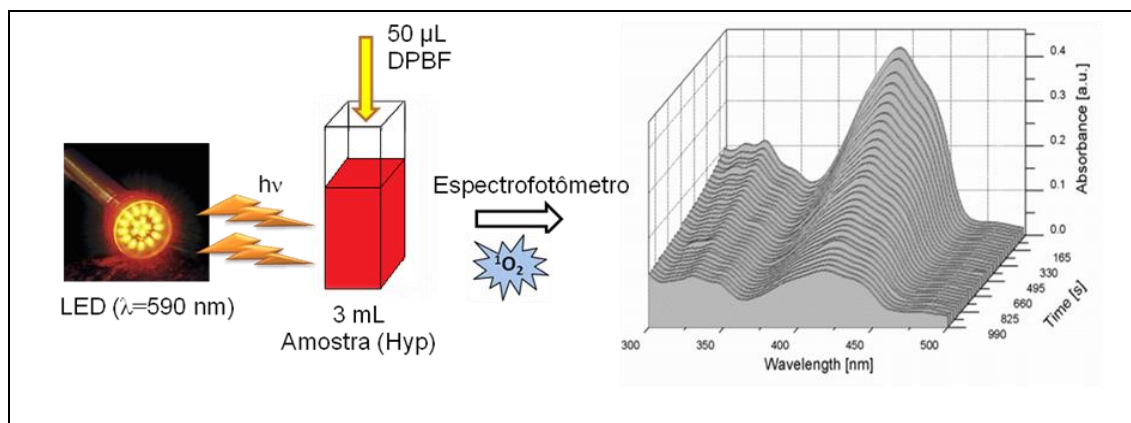 50 µL
DPBF
hν
LED (λ=590 nm)
3 mL
Amostra (Hyp)
Espectrofotômetro
¹O₂
0.4
0.3
0.2
0.1
0.0
Absorbance [a.u.]
165
330
495
660
825
990
Time [s]
300 350 400 450 500
Wavelength [nm]